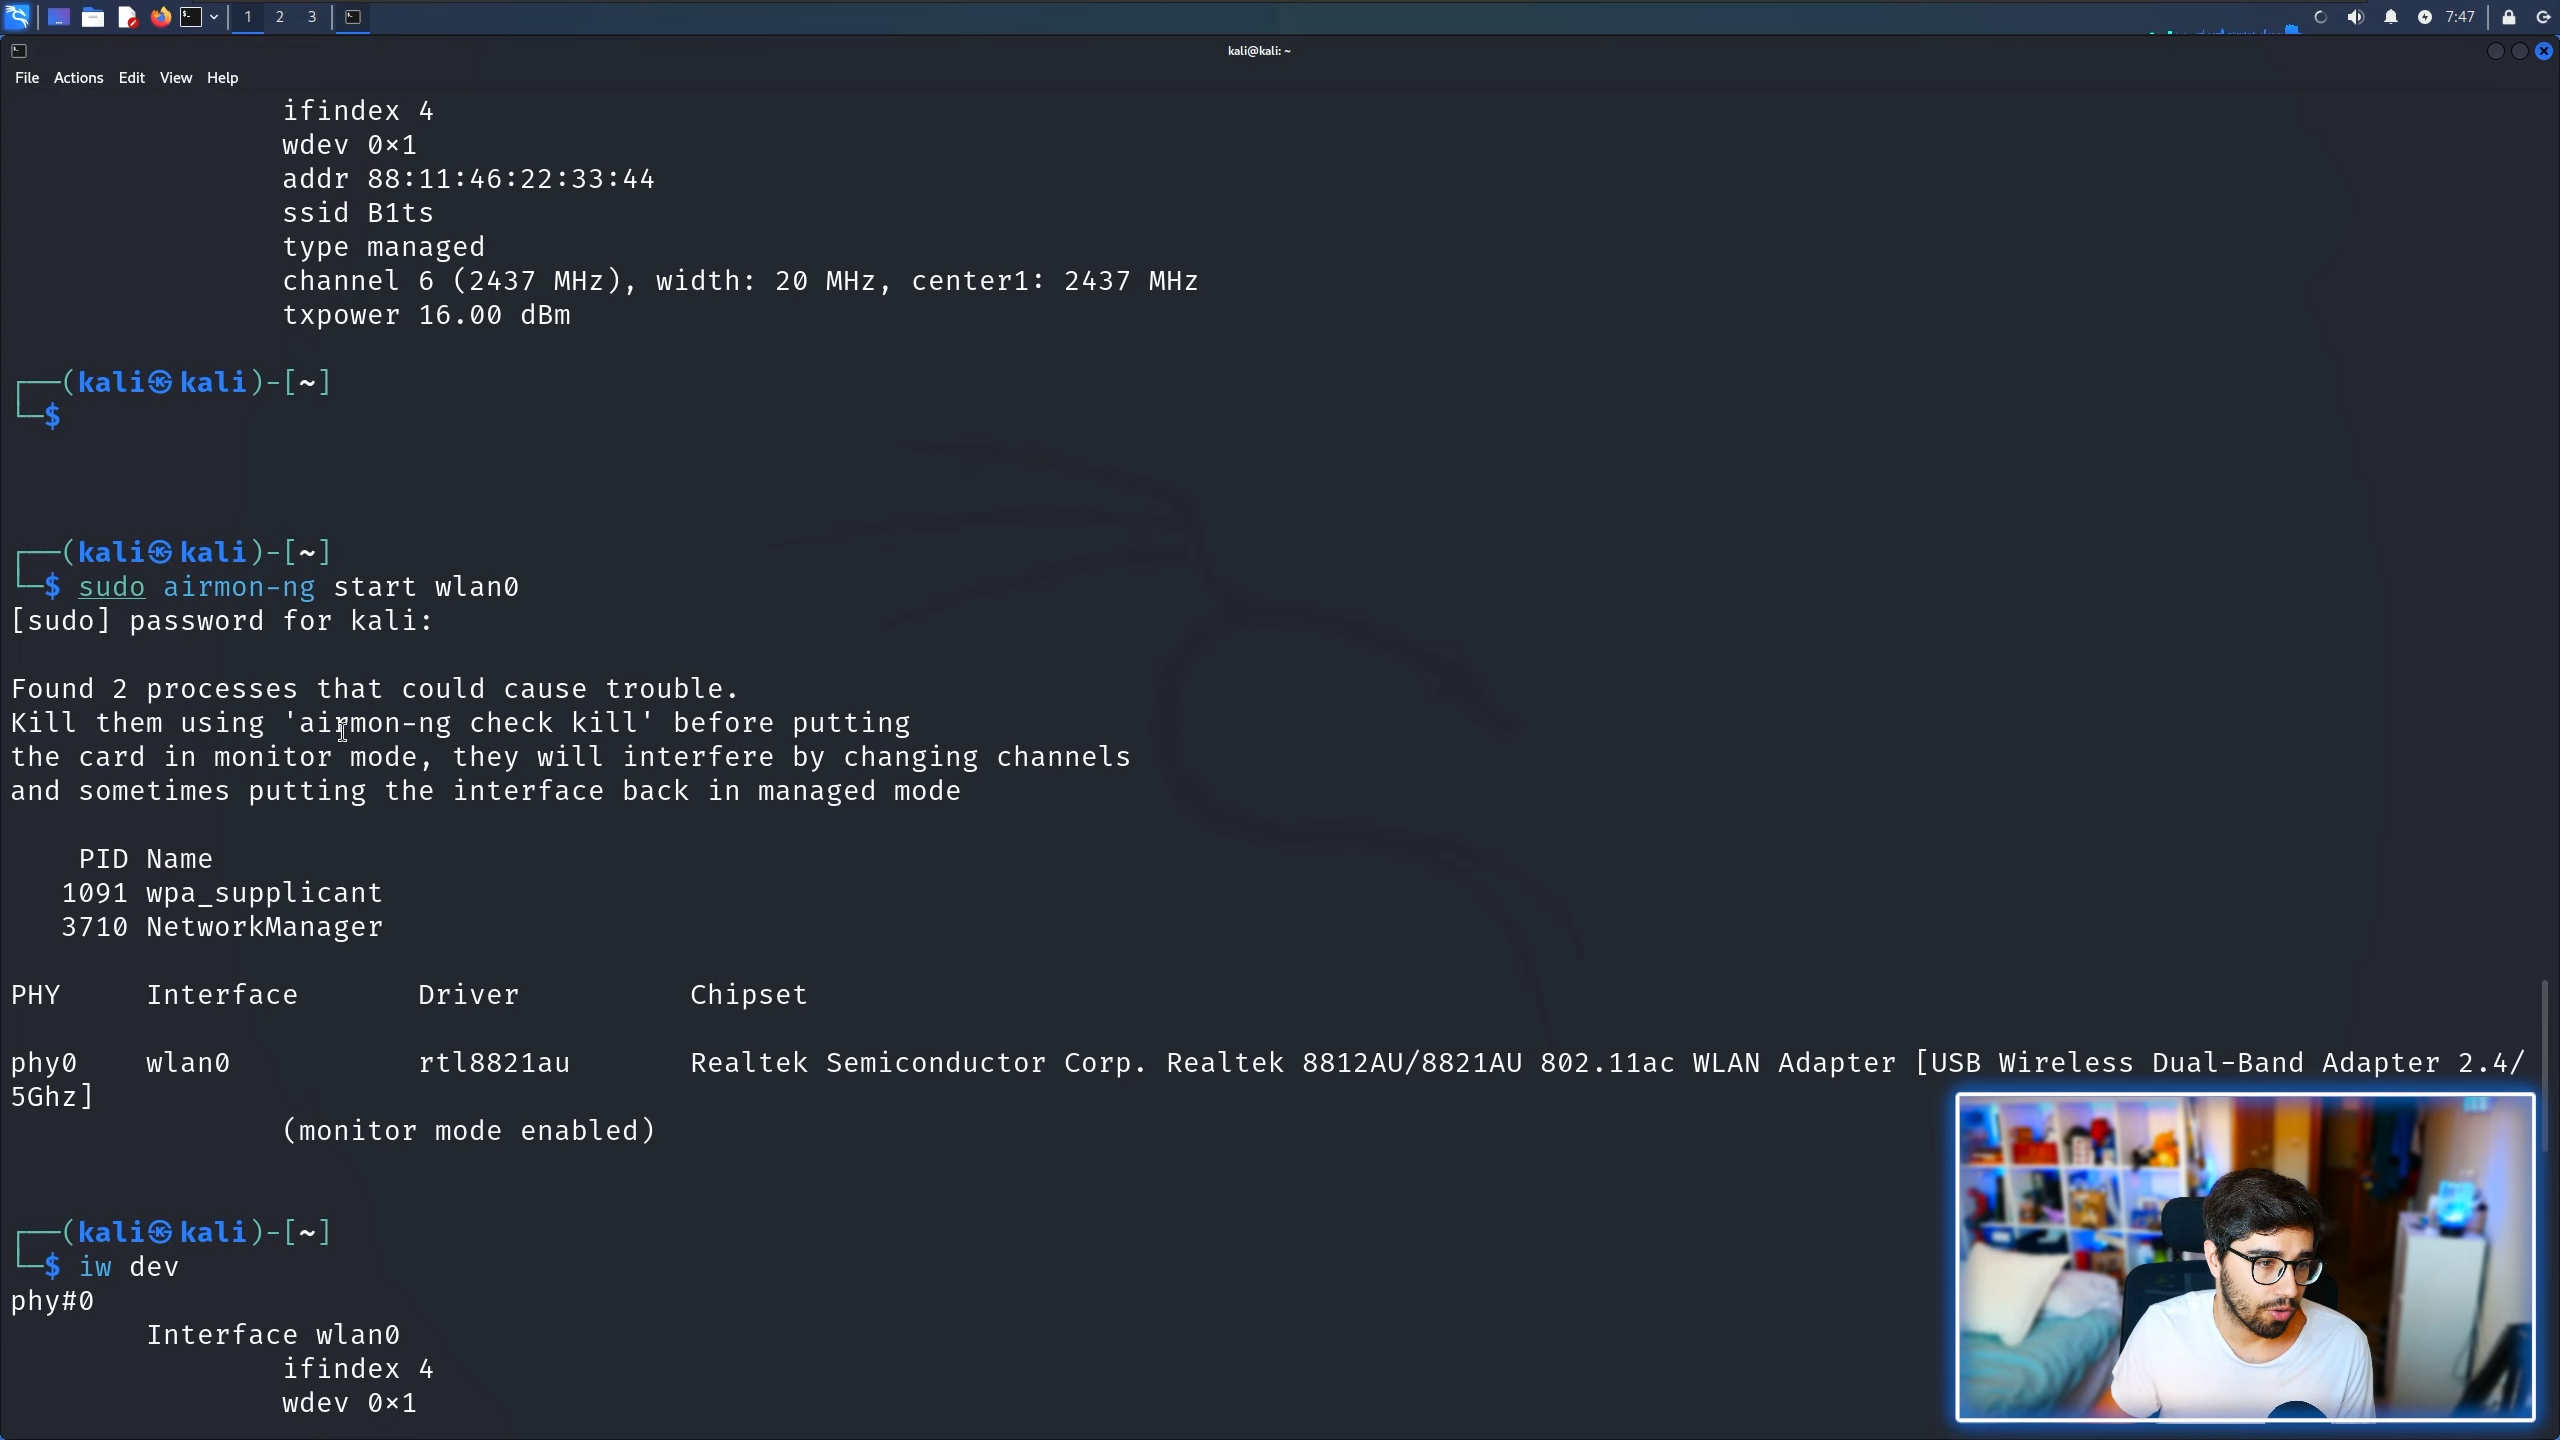 1 2 3
7:47
kali@kali: ~
File Actions Edit View Help
ifindex 4
wdev 0×1
addr 88:11:46:22:33:44
ssid B1ts
type managed
channel 6 (2437 MHz), width: 20 MHz, center1: 2437 MHz
txpower 16.00 dBm
┌──(kali㉿kali)-[~]
└─$
┌──(kali㉿kali)-[~]
└─$ sudo airmon-ng start wlan0
[sudo] password for kali:
Found 2 processes that could cause trouble.
Kill them using 'airmon-ng check kill' before putting
the card in monitor mode, they will interfere by changing channels
and sometimes putting the interface back in managed mode
PID Name
1091 wpa_supplicant
3710 NetworkManager
PHY Interface Driver Chipset
phy0 wlan0 rtl8821au Realtek Semiconductor Corp. Realtek 8812AU/8821AU 802.11ac WLAN Adapter [USB Wireless Dual-Band Adapter 2.4/
5Ghz]
(monitor mode enabled)
┌──(kali㉿kali)-[~]
└─$ iw dev
phy#0
Interface wlan0
ifindex 4
wdev 0×1